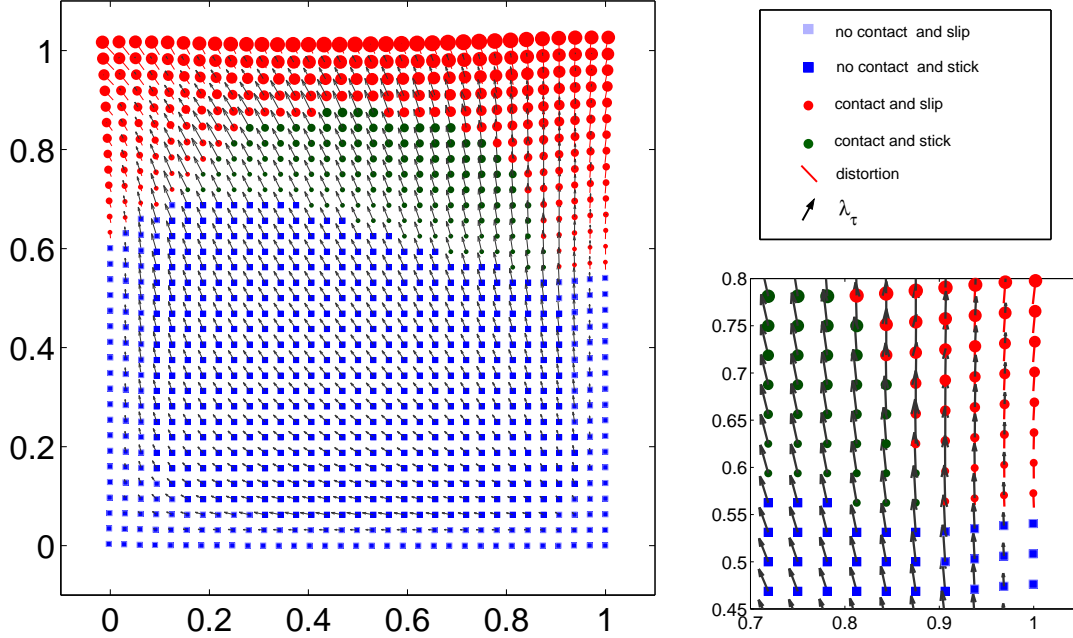 1
0.8
0.6
0.4
0.2
0
0 0.2 0.4 0.6 0.8 1
no contact and slip
no contact and stick
contact and slip
contact and stick
distortion
λτ
0.8
0.75
0.7
0.65
0.6
0.55
0.5
0.45
0.7 0.8 0.9 1